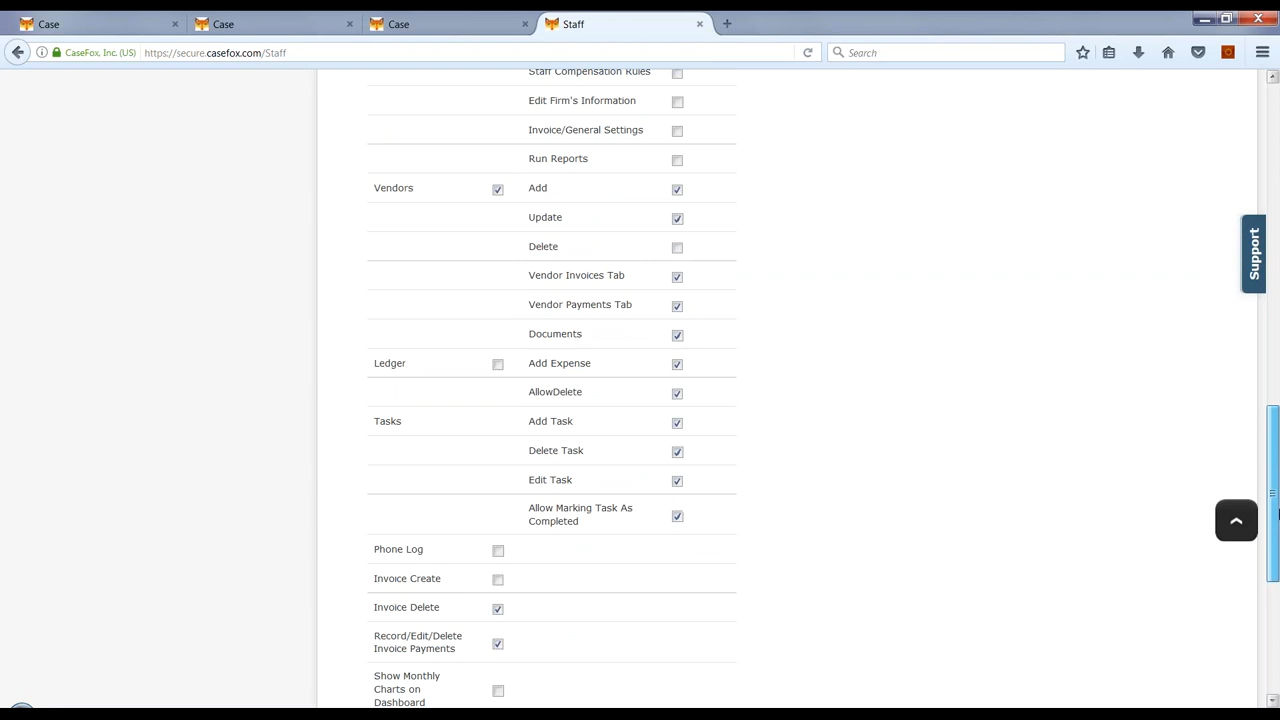 Case
Case
Case
Staff
CaseFox, Inc. (US)
https://secure.casefox.com/Staff
Search
Staff Compensation Rules
Edit Firm's Information
Invoice/General Settings
Run Reports
Vendors Add
Update
Delete
Vendor Invoices Tab
Vendor Payments Tab
Documents
Ledger Add Expense
AllowDelete
Tasks Add Task
Delete Task
Edit Task
Allow Marking Task As
Completed
Phone Log
Invoice Create
Invoice Delete
Record/Edit/Delete
Invoice Payments
Show Monthly
Charts on
Dashboard
Support